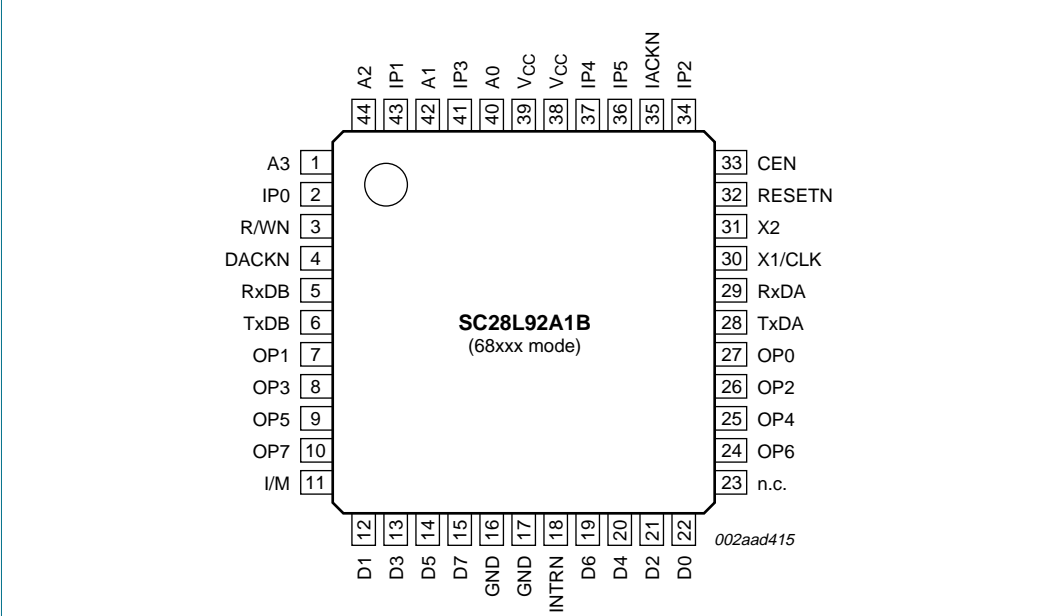 A2 IP1 A1 IP3 A0 VCC VCC IP4 IP5 IACKN IP2
44 43 42 41 40 39 38 37 36 35 34
A3 1 33 CEN
IP0 2 32 RESETN
R/WN 3 31 X2
DACKN 4 30 X1/CLK
RxDB 5 29 RxDA
TxDB 6 SC28L92A1B 28 TxDA
(68xxx mode)
OP1 7 27 OP0
OP3 8 26 OP2
OP5 9 25 OP4
OP7 10 24 OP6
I/M 11 23 n.c.
12 13 14 15 16 17 18 19 20 21 22
D1 D3 D5 D7 GND GND INTRN D6 D4 D2 D0
002aad415